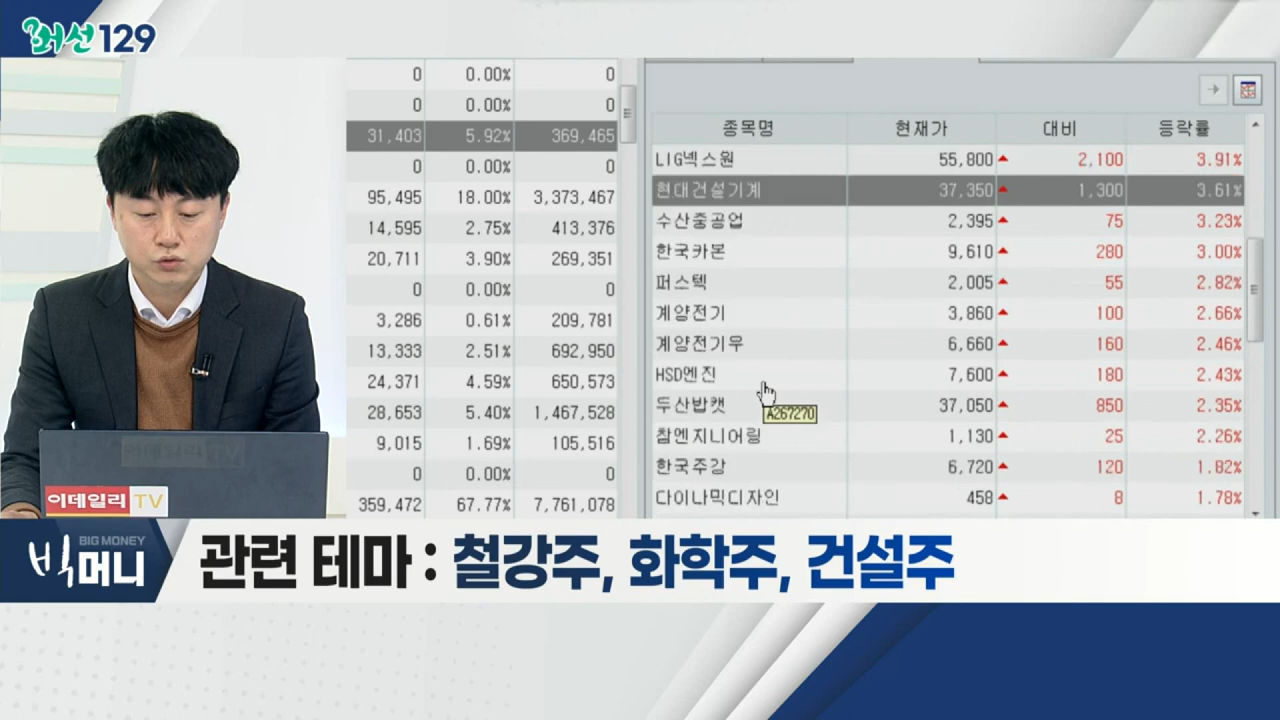 머선129
0 0.00% 0
0 0.00% 0
31,403 5.92% 369,465
0 0.00% 0
95,495 18.00% 3,373,467
14,595 2.75% 413,376
20,711 3.90% 269,351
0 0.00% 0
3,286 0.61% 209,781
13,333 2.51% 692,950
24,371 4.59% 650,573
28,653 5.40% 1,467,528
9,015 1.69% 105,516
0 0.00% 0
359,472 67.77% 7,761,078
종목명 현재가 대비 등락률
LIG넥스원 55,800 2,100 3.91%
현대건설기계 37,350 1,300 3.61%
수산중공업 2,395 75 3.23%
한국카본 9,610 280 3.00%
퍼스텍 2,005 55 2.82%
계양전기 3,860 100 2.66%
계양전기우 6,660 160 2.46%
HSD엔진 7,600 180 2.43%
두산밥캣 37,050 850 2.35%
A267270
참엔지니어링 1,130 25 2.26%
한국주강 6,720 120 1.82%
다이나믹디자인 458 8 1.78%
이데일리 TV
이데일리 TV
빅머니
BIG MONEY
관련 테마 : 철강주, 화학주, 건설주